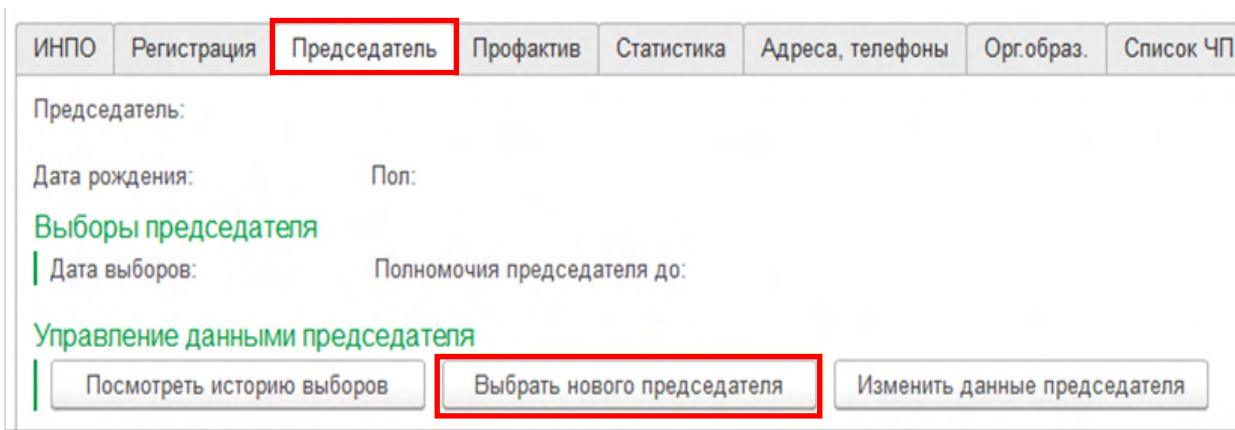 ИНПО Регистрация Председатель Профактив Статистика Адреса, телефоны Орг.образ. Список ЧП
Председатель:
Дата рождения: Пол:
Выборы председателя
Дата выборов: Полномочия председателя до:
Управление данными председателя
Посмотреть историю выборов Выбрать нового председателя Изменить данные председателя